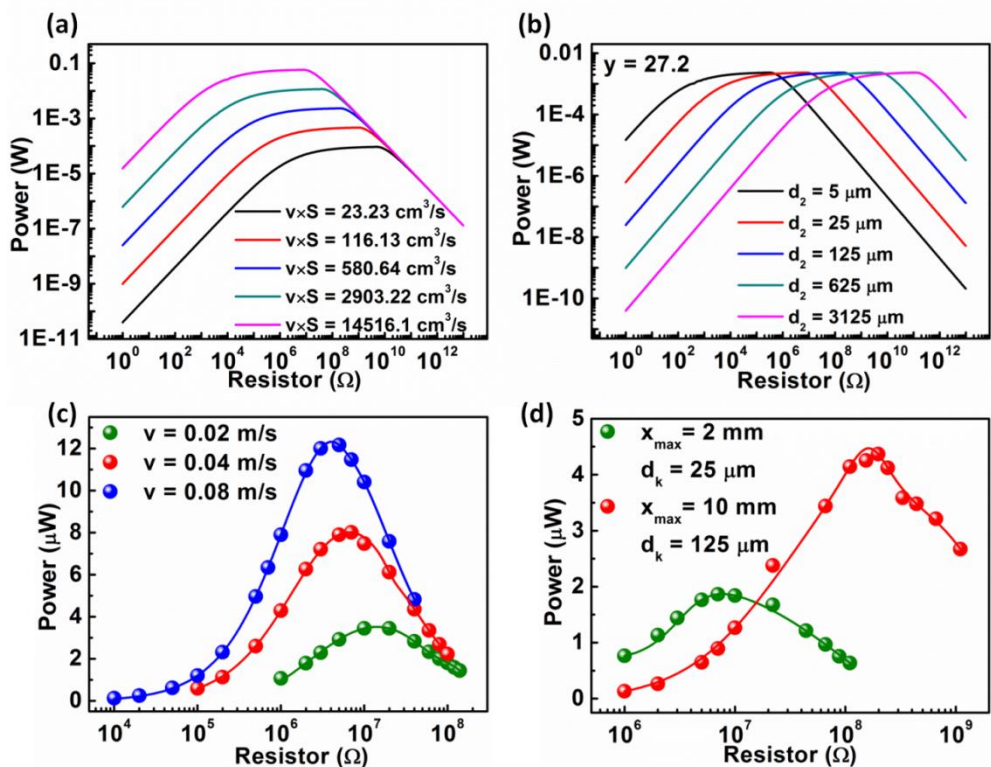 (a)
0.1
1E-3
1E-5
1E-7
1E-9
1E-11
Power (W)
v×S = 23.23 cm³/s
v×S = 116.13 cm³/s
v×S = 580.64 cm³/s
v×S = 2903.22 cm³/s
v×S = 14516.1 cm³/s
10⁰ 10² 10⁴ 10⁶ 10⁸ 10¹⁰ 10¹²
Resistor (Ω)
(b)
0.01
1E-4
1E-6
1E-8
1E-10
Power (W)
y = 27.2
d₂ = 5 μm
d₂ = 25 μm
d₂ = 125 μm
d₂ = 625 μm
d₂ = 3125 μm
10⁰ 10² 10⁴ 10⁶ 10⁸ 10¹⁰ 10¹²
Resistor (Ω)
(c)
12
10
8
6
4
2
0
Power (μW)
v = 0.02 m/s
v = 0.04 m/s
v = 0.08 m/s
10⁴ 10⁵ 10⁶ 10⁷ 10⁸
Resistor (Ω)
(d)
5
4
3
2
1
0
Power (μW)
xₘₐₓ = 2 mm
dₖ = 25 μm
xₘₐₓ = 10 mm
dₖ = 125 μm
10⁶ 10⁷ 10⁸ 10⁹
Resistor (Ω)